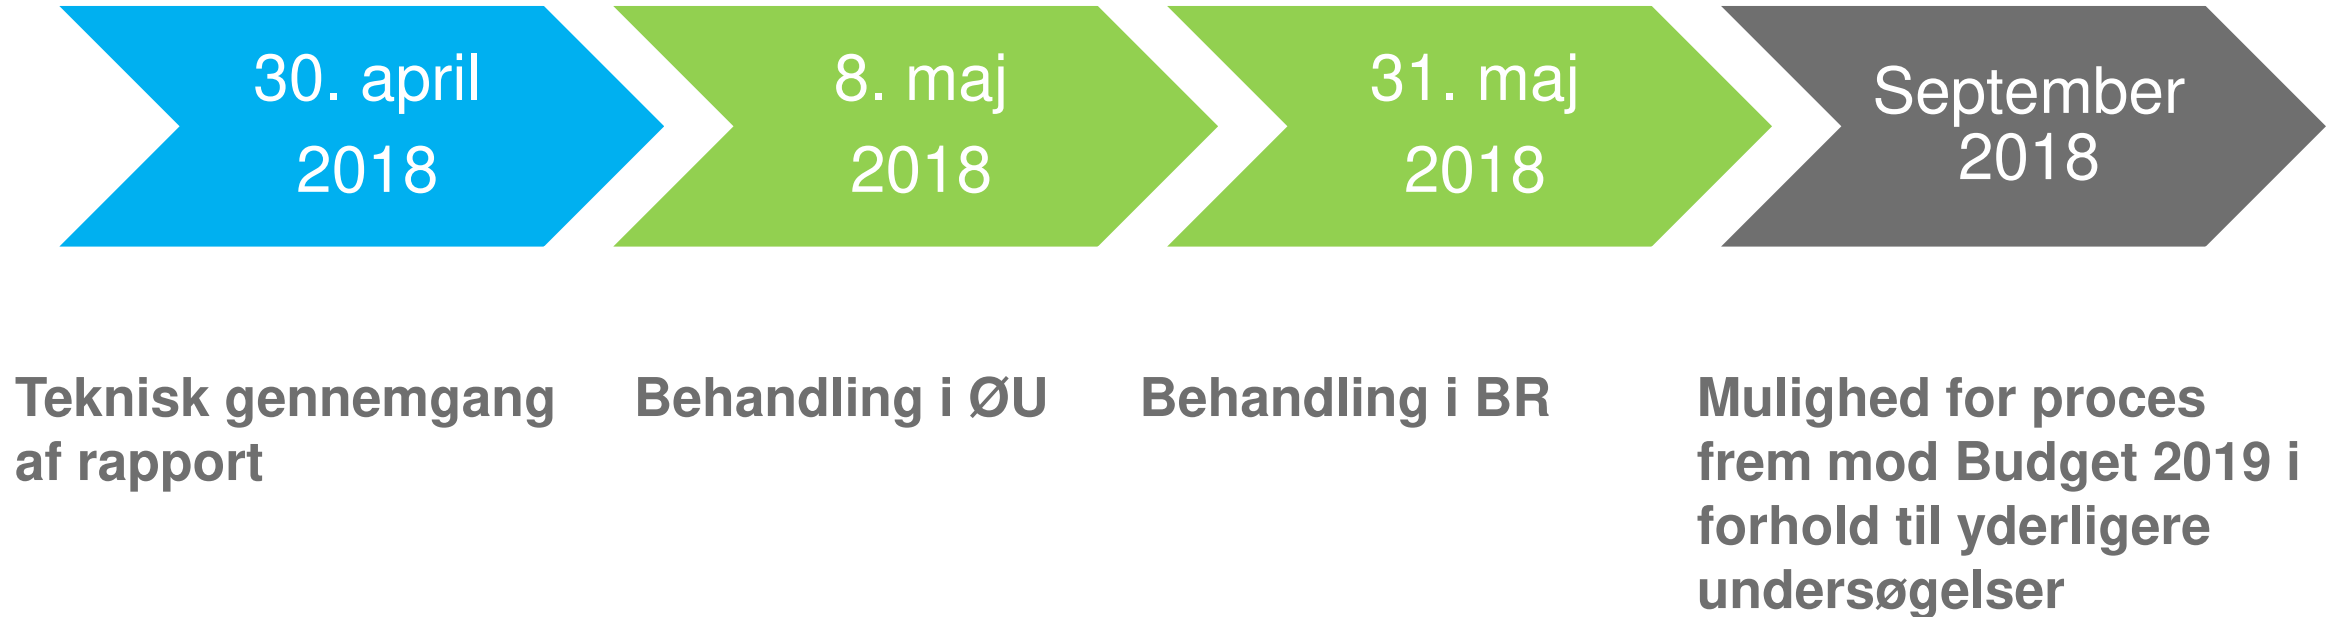 30. april
2018
8. maj
2018
31. maj
2018
September
2018
Teknisk gennemgang
af rapport
Behandling i ØU
Behandling i BR
Mulighed for proces
frem mod Budget 2019 i
forhold til yderligere
undersøgelser